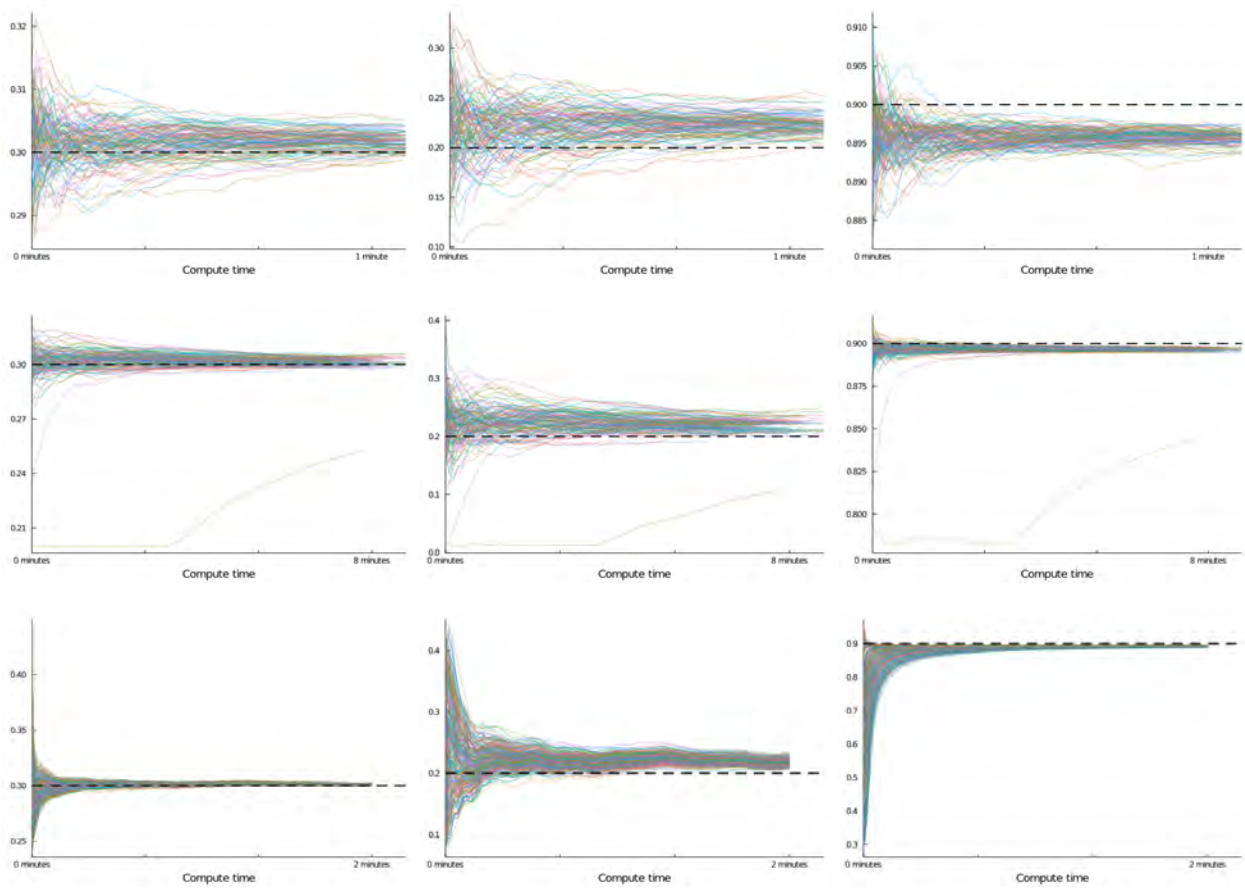 0.32
0.31
0.30
0.29
0 minutes 1 minute
Compute time
0.30
0.25
0.20
0.15
0.10
0 minutes 1 minute
Compute time
0.910
0.905
0.900
0.895
0.890
0.885
0 minutes 1 minute
Compute time
0.30
0.27
0.24
0.21
0 minutes 8 minutes
Compute time
0.4
0.3
0.2
0.1
0.0
0 minutes 8 minutes
Compute time
0.900
0.875
0.850
0.825
0.800
0 minutes 8 minutes
Compute time
0.40
0.35
0.30
0.25
0 minutes 2 minutes
Compute time
0.4
0.3
0.2
0.1
0 minutes 2 minutes
Compute time
0.9
0.8
0.7
0.6
0.5
0.4
0.3
0 minutes 2 minutes
Compute time